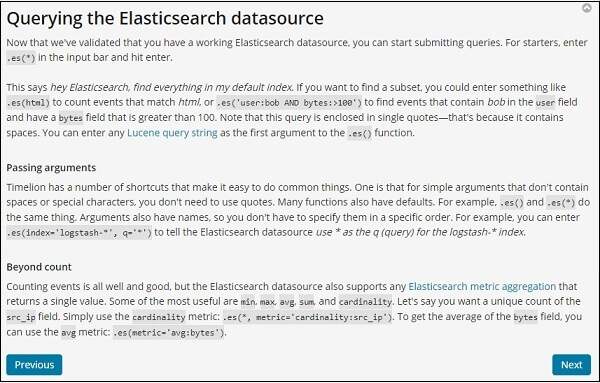 Querying the Elasticsearch datasource
Now that we've validated that you have a working Elasticsearch datasource, you can start submitting queries. For starters, enter
.es(*) in the input bar and hit enter.
This says hey Elasticsearch, find everything in my default index. If you want to find a subset, you could enter something like
.es(html) to count events that match html, or .es('user:bob AND bytes:>100') to find events that contain bob in the user field
and have a bytes field that is greater than 100. Note that this query is enclosed in single quotes—that's because it contains
spaces. You can enter any Lucene query string as the first argument to the .es() function.
Passing arguments
Timelion has a number of shortcuts that make it easy to do common things. One is that for simple arguments that don't contain
spaces or special characters, you don't need to use quotes. Many functions also have defaults. For example, .es() and .es(*) do
the same thing. Arguments also have names, so you don't have to specify them in a specific order. For example, you can enter
.es(index='logstash-*', q='*') to tell the Elasticsearch datasource use * as the q (query) for the logstash-* index.
Beyond count
Counting events is all well and good, but the Elasticsearch datasource also supports any Elasticsearch metric aggregation that
returns a single value. Some of the most useful are min, max, avg, sum, and cardinality. Let's say you want a unique count of the
src_ip field. Simply use the cardinality metric: .es(*, metric='cardinality:src_ip'). To get the average of the bytes field, you
can use the avg metric: .es(metric='avg:bytes').
Previous
Next